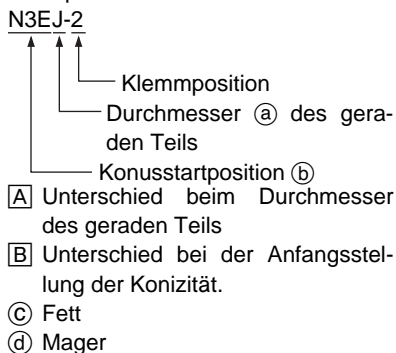 N3EJ-2
Klemmposition
Durchmesser ⓐ des gera-
den Teils
Konusstartposition ⓑ
A Unterschied beim Durchmesser
des geraden Teils
B Unterschied bei der Anfangsstel-
lung der Konizität.
ⓒ Fett
ⓓ Mager